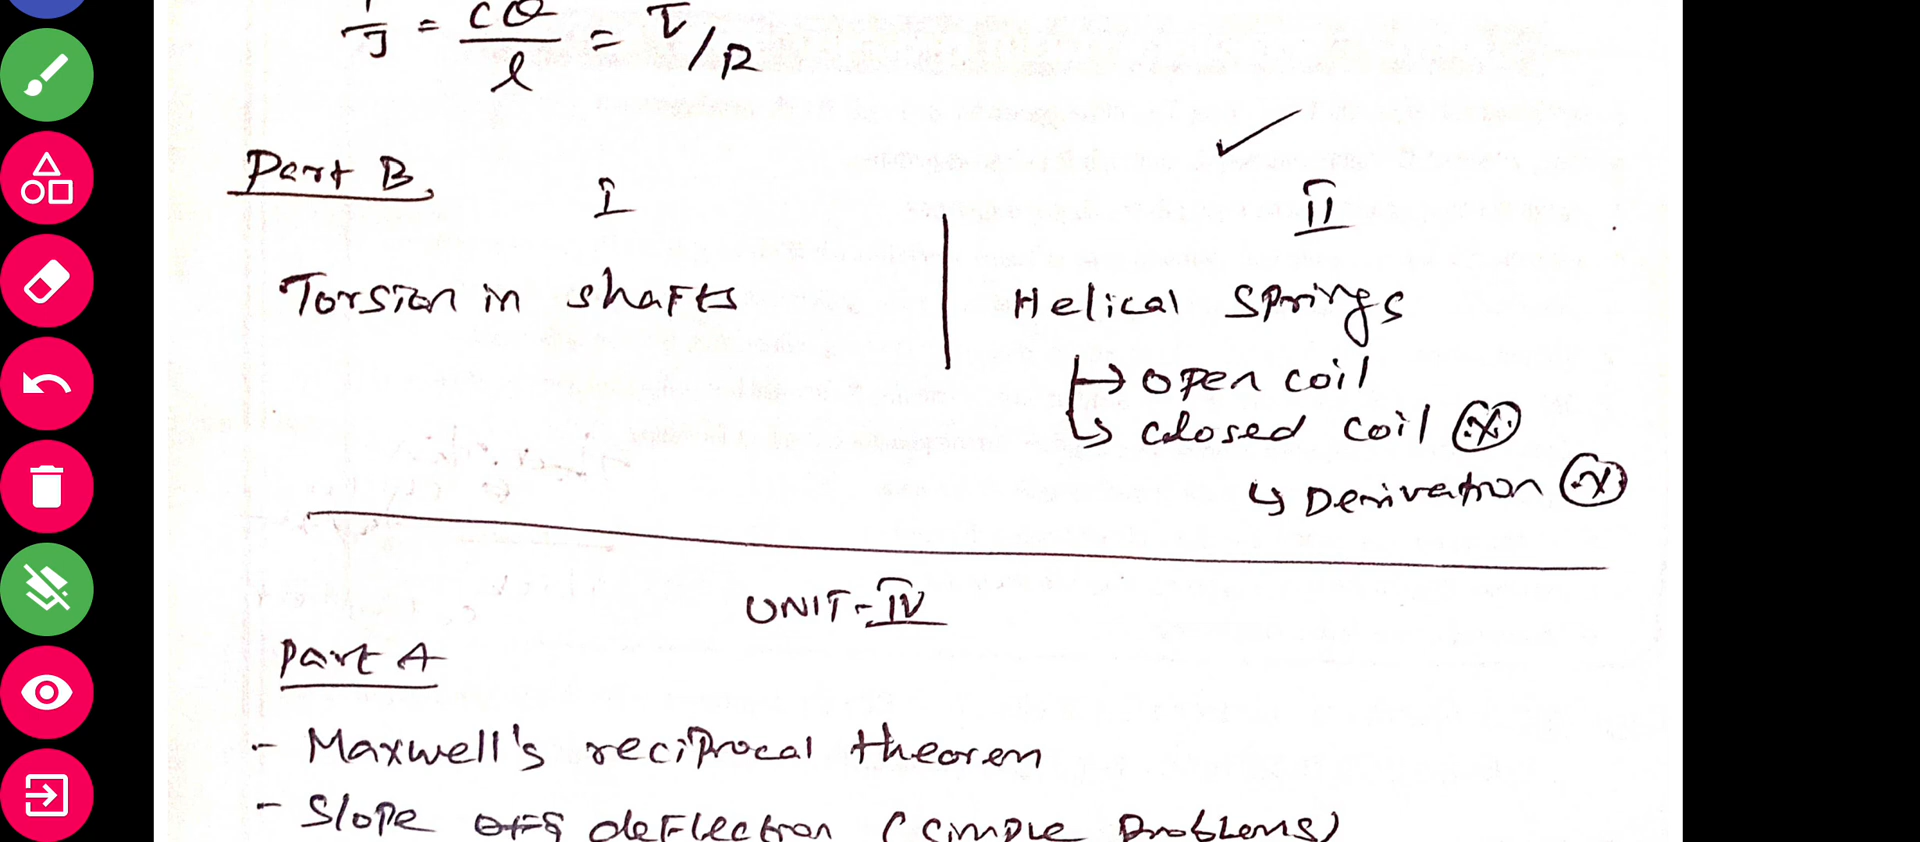 T/J = Cθ/l = τ/R
Part B
I
II
Torsion in shafts
Helical springs
→ open coil
↳ closed coil
↳ Derivation
UNIT-IV
Part A
- Maxwell's reciprocal theorem
- Slope deflection (simple problems)